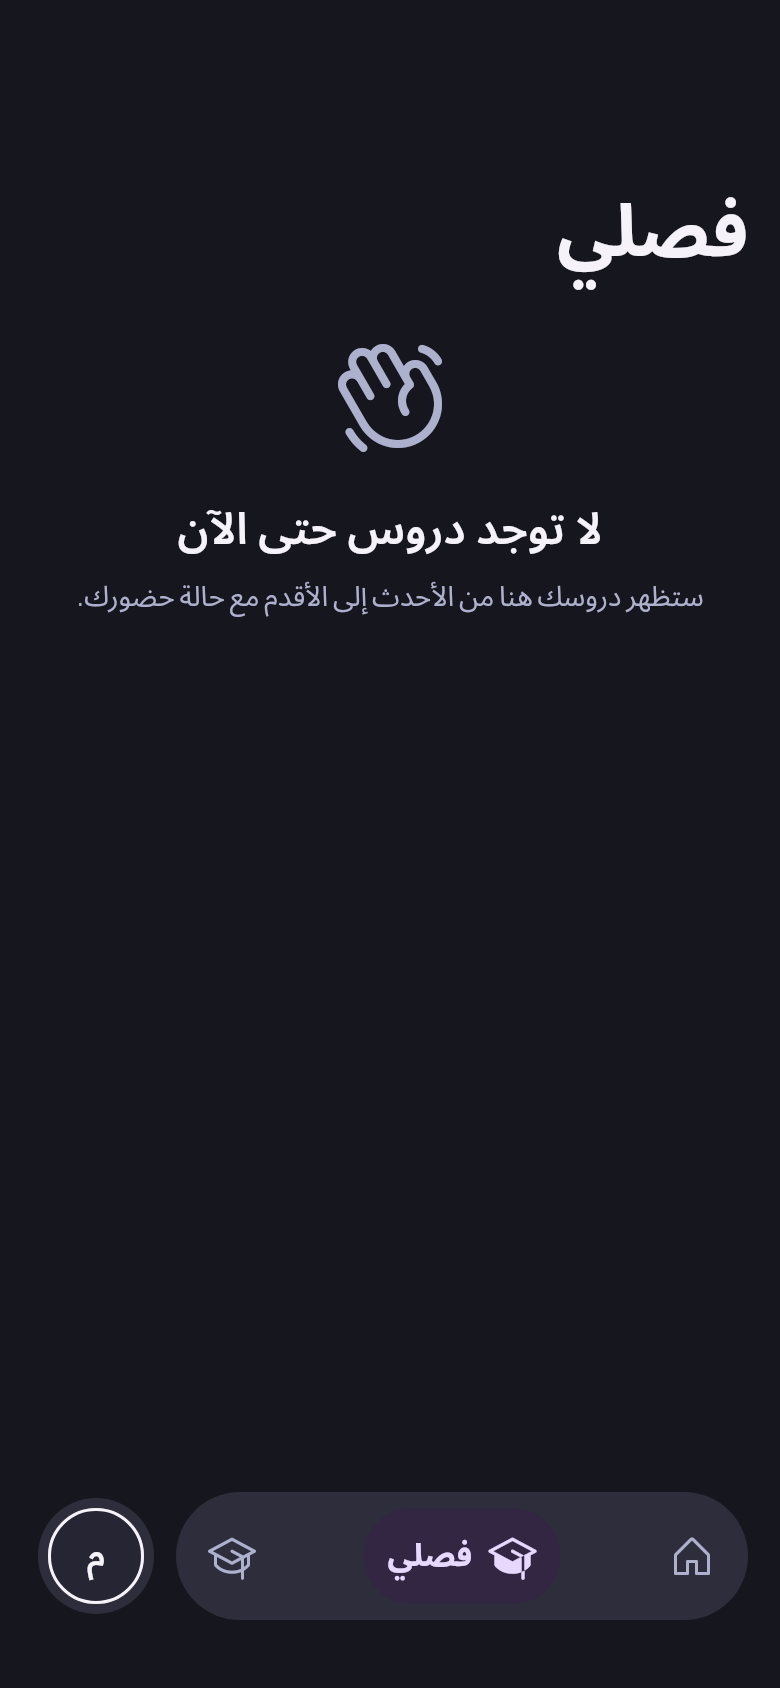 فصلي
لا توجد دروس حتى الآن
ستظهر دروسك هنا من الأحدث إلى الأقدم مع حالة حضورك.
فصلي
م